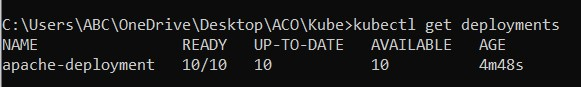 C:\Users\ABC\OneDrive\Desktop\ACO\Kube>kubectl get deployments
NAME                READY   UP-TO-DATE   AVAILABLE   AGE
apache-deployment   10/10   10           10          4m48s